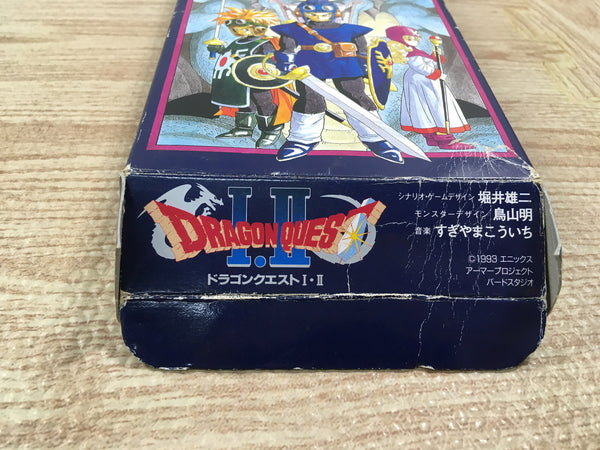 DRAGON QUEST
I・II
ドラゴンクエストI・II
シナリオ・ゲームデザイン 堀井雄二
モンスターデザイン 鳥山明
音楽 すぎやまこういち
©1993 エニックス
アーマープロジェクト
バードスタジオ